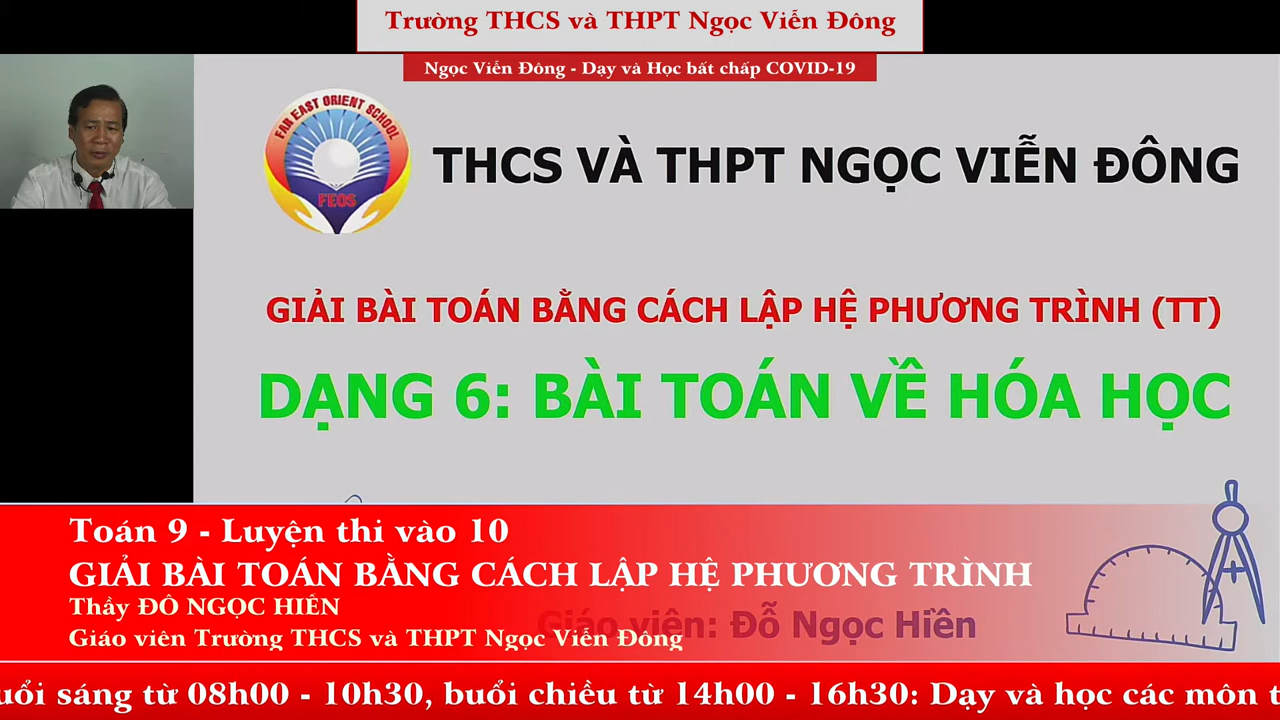 Trường THCS và THPT Ngọc Viễn Đông
Ngọc Viễn Đông - Dạy và Học bất chấp COVID-19
FAR EAST ORIENT SCHOOL
FEOS
THCS VÀ THPT NGỌC VIỄN ĐÔNG
GIẢI BÀI TOÁN BẰNG CÁCH LẬP HỆ PHƯƠNG TRÌNH (TT)
DẠNG 6: BÀI TOÁN VỀ HÓA HỌC
Toán 9 - Luyện thi vào 10
GIẢI BÀI TOÁN BẰNG CÁCH LẬP HỆ PHƯƠNG TRÌNH
Thầy ĐỖ NGỌC HIỀN
Giáo viên: Đỗ Ngọc Hiền
Giáo viên Trường THCS và THPT Ngọc Viễn Đông
uổi sáng từ 08h00 - 10h30, buổi chiều từ 14h00 - 16h30: Dạy và học các môn t